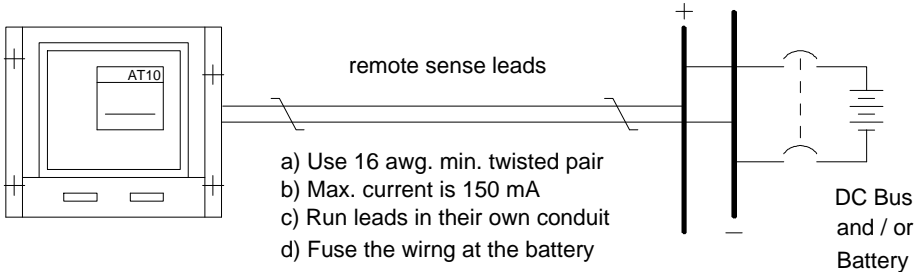 AT10
remote sense leads
+
a) Use 16 awg. min. twisted pair
b) Max. current is 150 mA
c) Run leads in their own conduit
d) Fuse the wirng at the battery
–
DC Bus
and / or
Battery